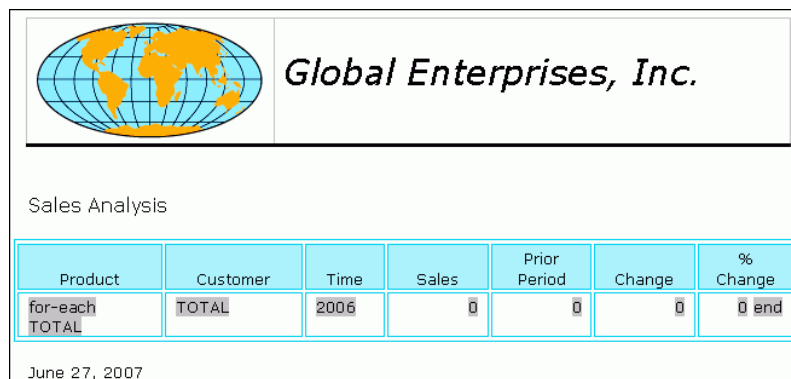 Global Enterprises, Inc.
Sales Analysis
Product Customer Time Sales Prior Period Change % Change
for-each TOTAL TOTAL 2006 0 0 0 0 end
June 27, 2007